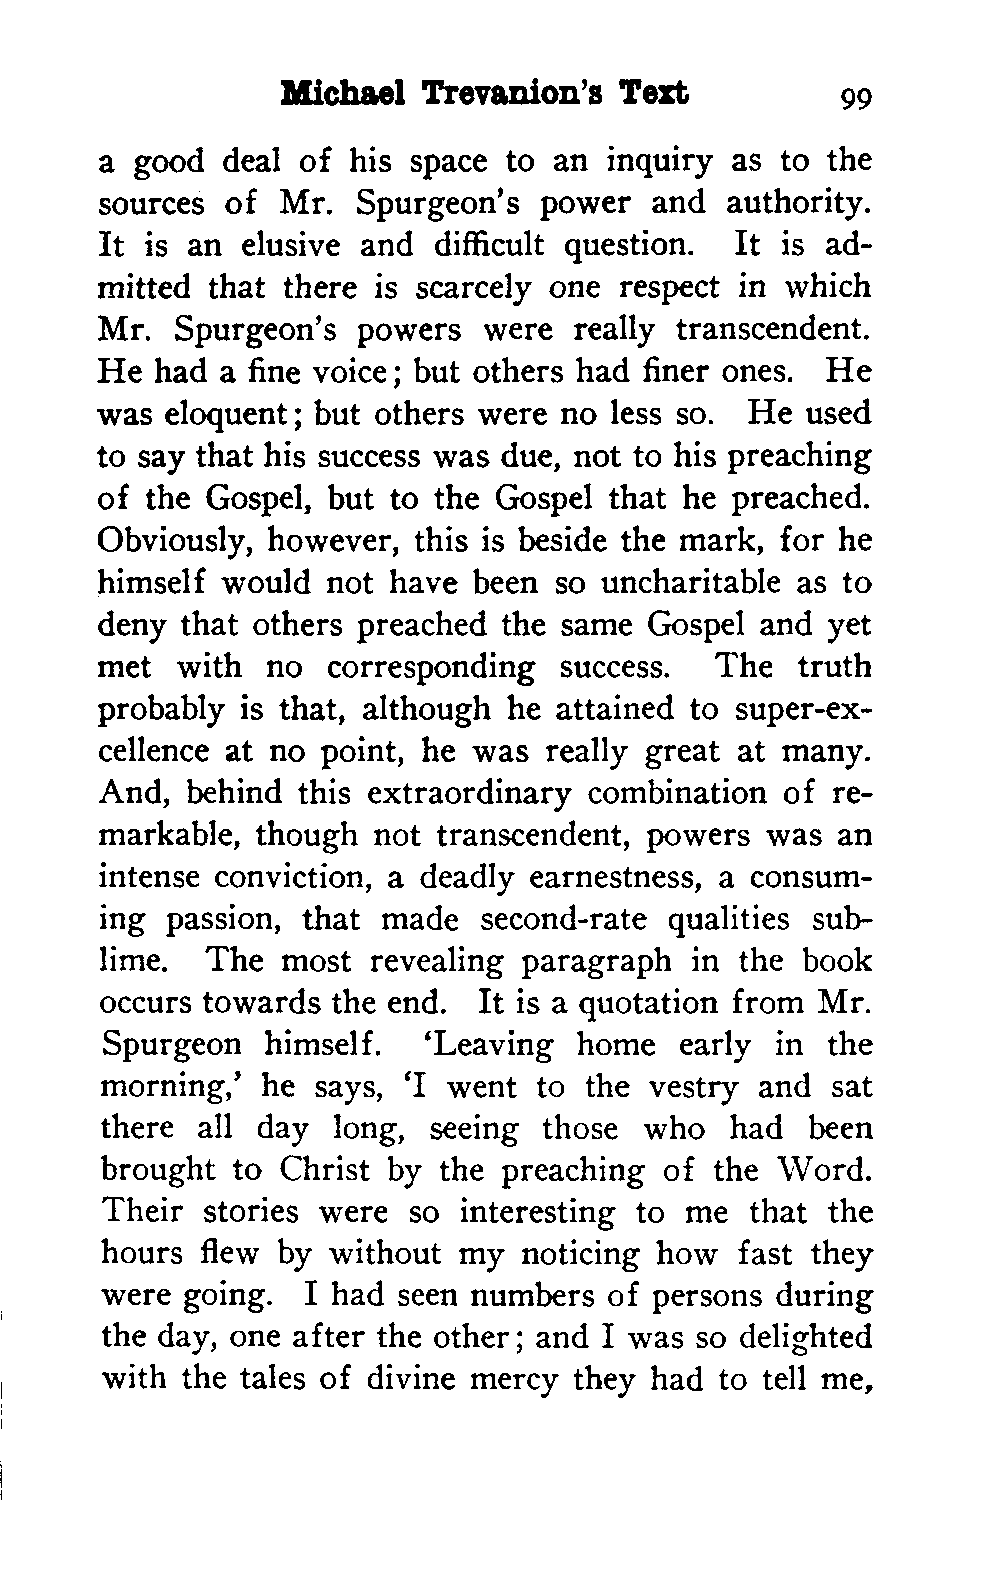 Michael Trevanion's Text 99
a good deal of his space to an inquiry as to the
sources of Mr. Spurgeon's power and authority.
It is an elusive and difficult question. It is ad-
mitted that there is scarcely one respect in which
Mr. Spurgeon's powers were really transcendent.
He had a fine voice; but others had finer ones. He
was eloquent; but others were no less so. He used
to say that his success was due, not to his preaching
of the Gospel, but to the Gospel that he preached.
Obviously, however, this is beside the mark, for he
himself would not have been so uncharitable as to
deny that others preached the same Gospel and yet
met with no corresponding success. The truth
probably is that, although he attained to super-ex-
cellence at no point, he was really great at many.
And, behind this extraordinary combination of re-
markable, though not transcendent, powers was an
intense conviction, a deadly earnestness, a consum-
ing passion, that made second-rate qualities sub-
lime. The most revealing paragraph in the book
occurs towards the end. It is a quotation from Mr.
Spurgeon himself. 'Leaving home early in the
morning,' he says, 'I went to the vestry and sat
there all day long, seeing those who had been
brought to Christ by the preaching of the Word.
Their stories were so interesting to me that the
hours flew by without my noticing how fast they
were going. I had seen numbers of persons during
the day, one after the other; and I was so delighted
with the tales of divine mercy they had to tell me,